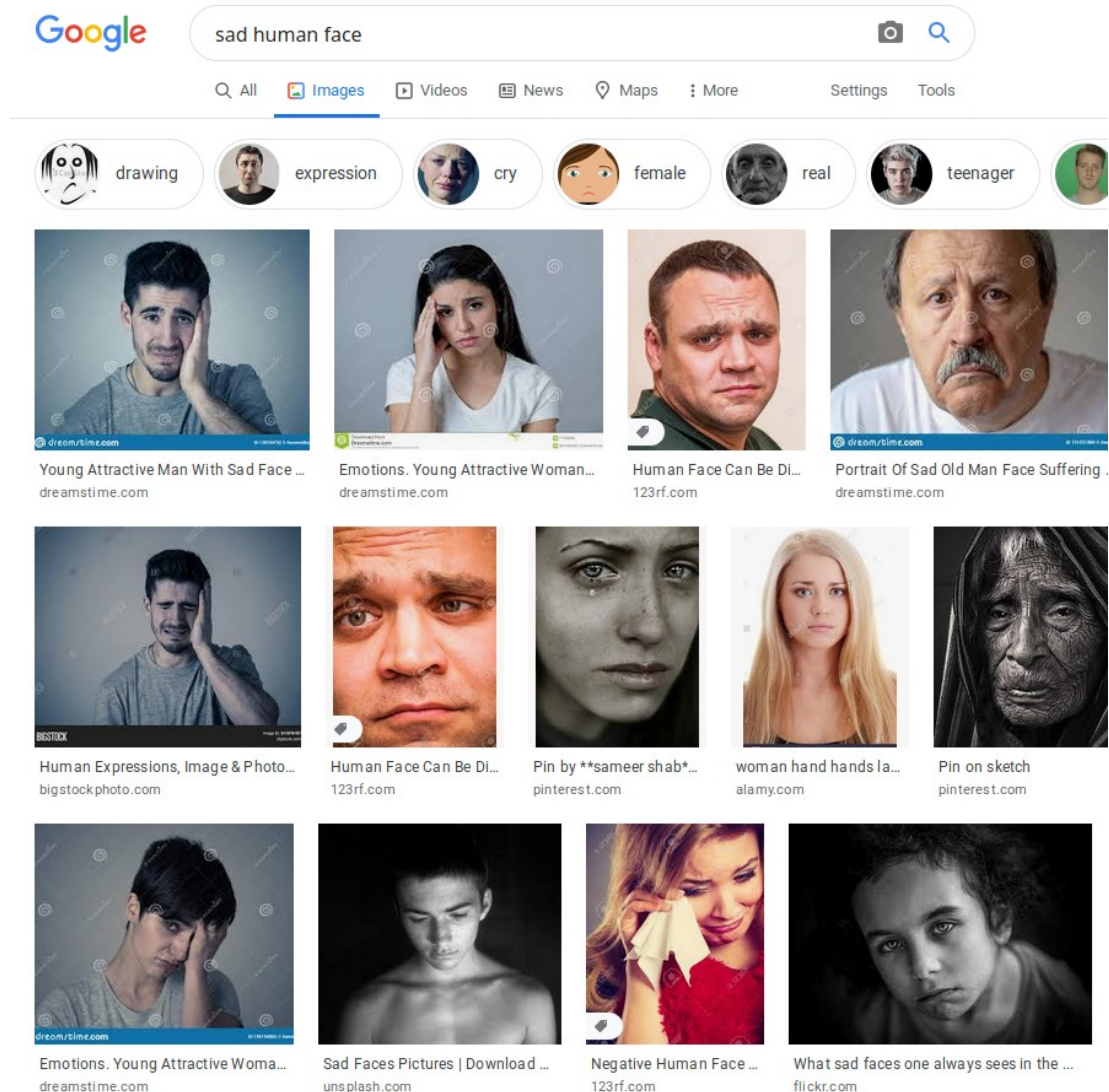 Google
sad human face
All Images Videos News Maps More Settings Tools
drawing expression cry female real teenager
dreamstime.com
Download from
Dreamstime.com
dreamstime.com
Young Attractive Man With Sad Face ...
dreamstime.com
Emotions. Young Attractive Woman...
dreamstime.com
Human Face Can Be Di...
123rf.com
Portrait Of Sad Old Man Face Suffering .
dreamstime.com
BIGSTOCK
Human Expressions, Image & Photo...
bigstockphoto.com
Human Face Can Be Di...
123rf.com
Pin by **sameer shab*...
pinterest.com
woman hand hands la...
alamy.com
Pin on sketch
pinterest.com
dreamstime.com
Emotions. Young Attractive Woma...
dreamstime.com
Sad Faces Pictures | Download ...
unsplash.com
Negative Human Face ...
123rf.com
What sad faces one always sees in the ...
flickr.com